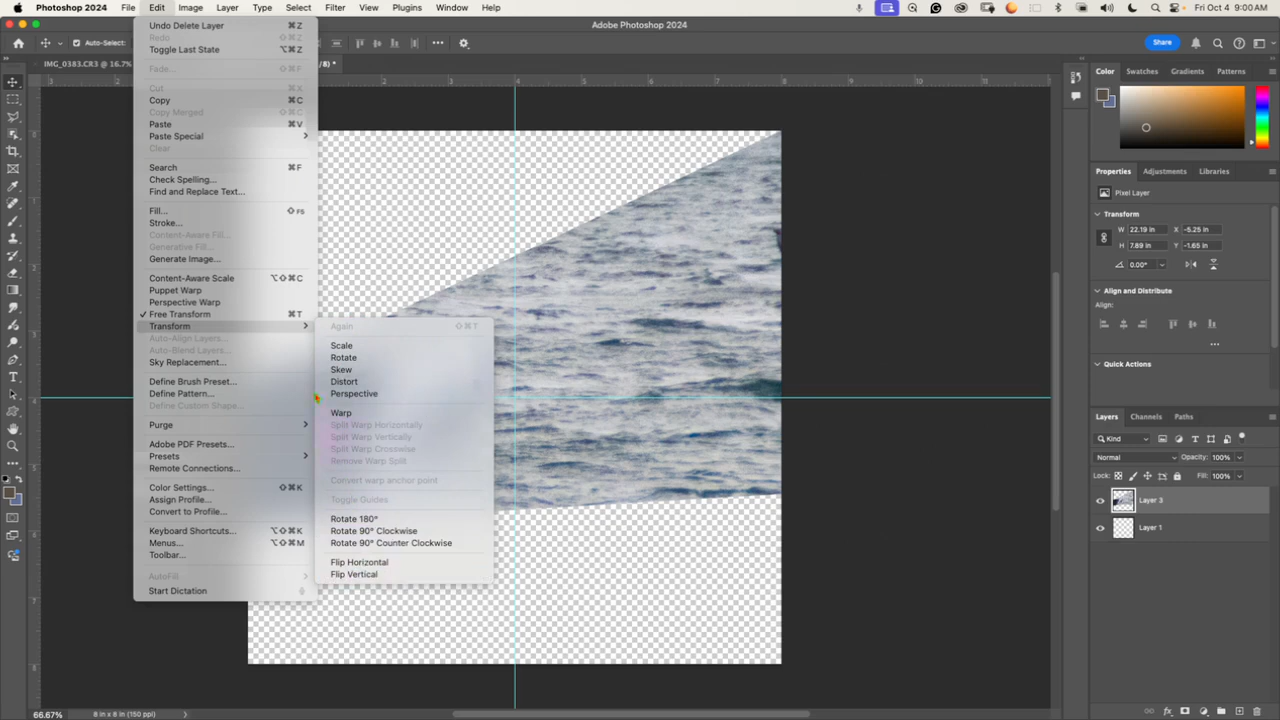 Photoshop 2024 File Edit Image Layer Type Select Filter View Plugins Window Help Fri Oct 4 9:00 AM
Adobe Photoshop 2024
Auto-Select: Share
IMG_0383.CR3 @ 16.7% /8) *
Undo Delete Layer ⌘Z
Redo ⇧⌘Z
Toggle Last State ⌥⌘Z
Fade... ⇧⌘F
Cut ⌘X
Copy ⌘C
Copy Merged ⇧⌘C
Paste ⌘V
Paste Special
Clear
Search ⌘F
Check Spelling...
Find and Replace Text...
Fill... ⇧F5
Stroke...
Content-Aware Fill...
Generative Fill...
Generate Image...
Content-Aware Scale ⌥⇧⌘C
Puppet Warp
Perspective Warp
✓ Free Transform ⌘T
Transform
Auto-Align Layers...
Auto-Blend Layers...
Sky Replacement...
Define Brush Preset...
Define Pattern...
Define Custom Shape...
Purge
Adobe PDF Presets...
Presets
Remote Connections...
Color Settings... ⇧⌘K
Assign Profile...
Convert to Profile...
Keyboard Shortcuts... ⌥⇧⌘K
Menus... ⌥⇧⌘M
Toolbar...
AutoFill
Start Dictation
Again ⇧⌘T
Scale
Rotate
Skew
Distort
Perspective
Warp
Split Warp Horizontally
Split Warp Vertically
Split Warp Crosswise
Remove Warp Split
Convert warp anchor point
Toggle Guides
Rotate 180°
Rotate 90° Clockwise
Rotate 90° Counter Clockwise
Flip Horizontal
Flip Vertical
Color Swatches Gradients Patterns
Properties Adjustments Libraries
Pixel Layer
Transform
W 22.19 in X -5.25 in
H 7.89 in Y -1.65 in
0.00°
Align and Distribute
Align:
Quick Actions
Layers Channels Paths
Kind
Normal Opacity: 100%
Lock: Fill: 100%
Layer 3
Layer 1
66.67% 8 in x 8 in (150 ppi)